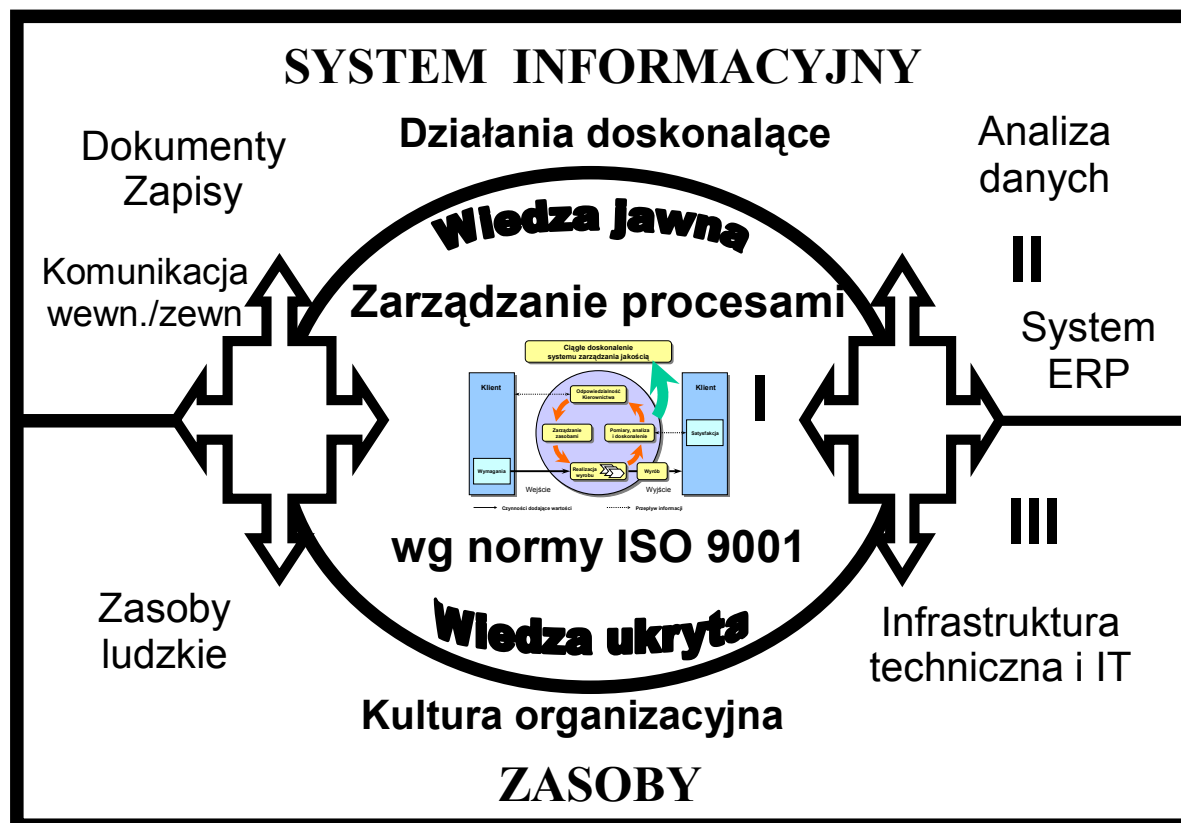 SYSTEM INFORMACYJNY
Działania doskonalące
Dokumenty
Zapisy
Analiza
danych
Wiedza jawna
Komunikacja
wewn./zewn
II
System
ERP
Zarządzanie procesami
Ciągłe doskonalenie
systemu zarządzania jakością
I
Klient
Odpowiedzialność
Kierownictwa
Klient
Zarządzanie
zasobami
Pomiary, analiza
i doskonalenie
Satysfakcja
Wymagania
Realizacja
wyrobu
Wyrób
Wejście
Wyjście
Czynności dodające wartości
Przepływ informacji
wg normy ISO 9001
III
Zasoby
ludzkie
Wiedza ukryta
Infrastruktura
techniczna i IT
Kultura organizacyjna
ZASOBY